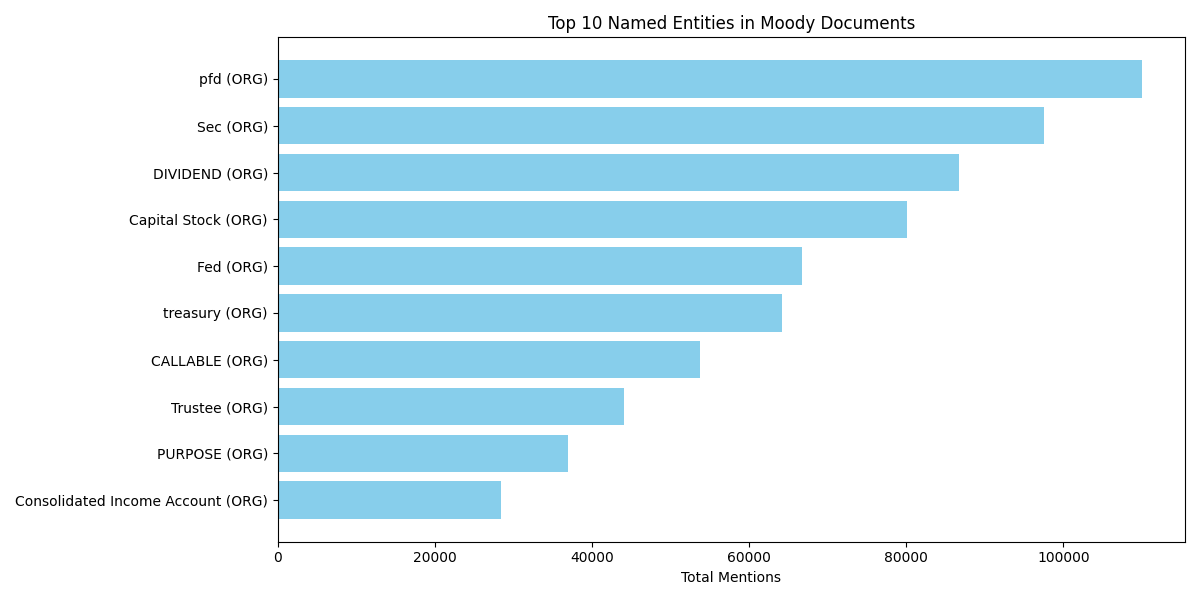 Top 10 Named Entities in Moody Documents
pfd (ORG)
Sec (ORG)
DIVIDEND (ORG)
Capital Stock (ORG)
Fed (ORG)
treasury (ORG)
CALLABLE (ORG)
Trustee (ORG)
PURPOSE (ORG)
Consolidated Income Account (ORG)
0 20000 40000 60000 80000 100000
Total Mentions